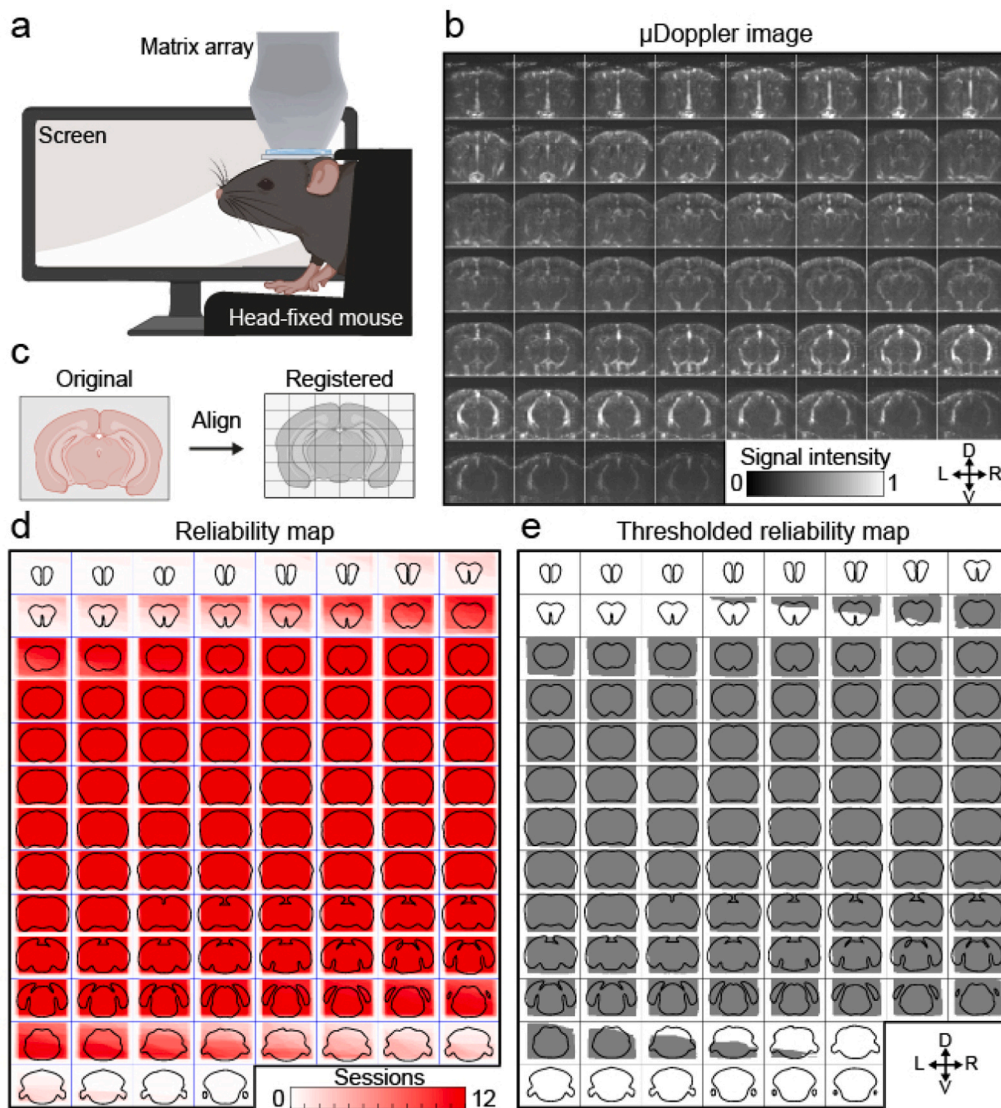 a
Matrix array
Screen
Head-fixed mouse
b
µDoppler image
Signal intensity
0
1
D
L
R
V
c
Original
Align
Registered
d
Reliability map
Sessions
0
12
e
Thresholded reliability map
D
L
R
V